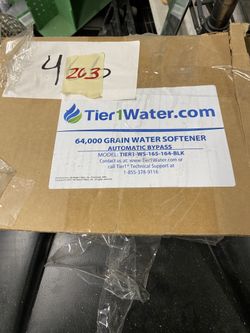 4
2030
Tier1Water.com
64,000 GRAIN WATER SOFTENER
AUTOMATIC BYPASS
MODEL: TIER1-WS-165-164-BLK
Contact us at: www.Tier1Water.com or
call Tier1® Technical Support at
1-855-378-9116